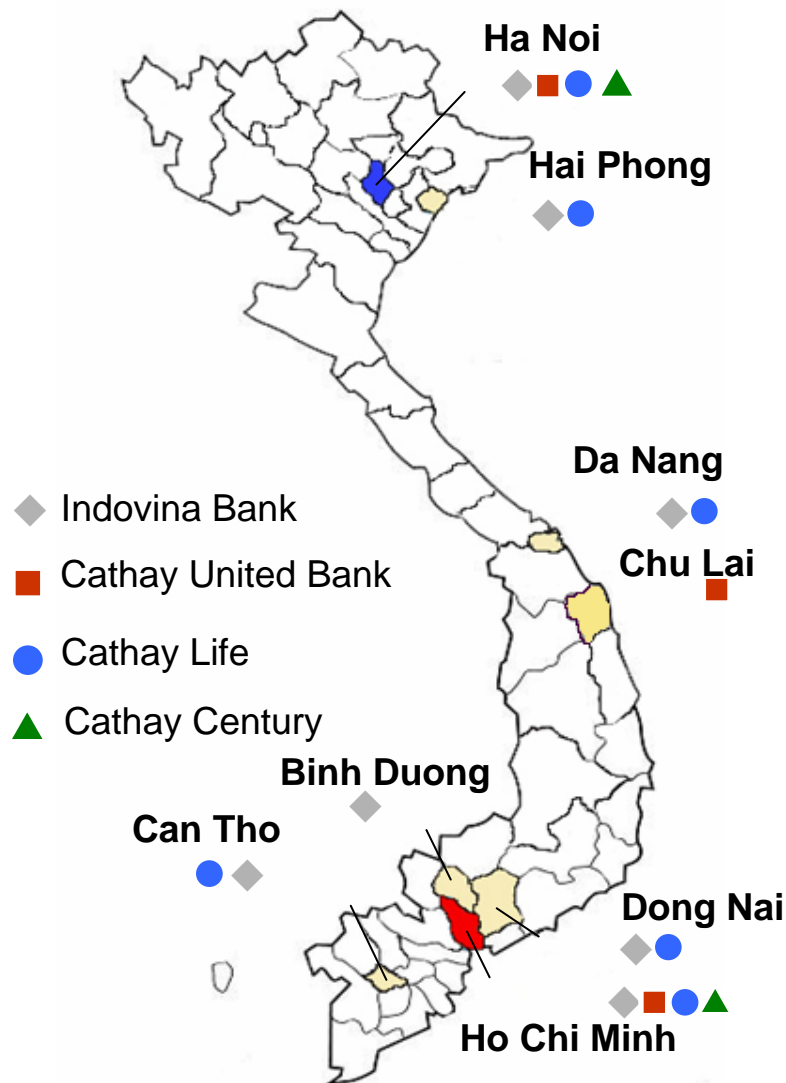 Ha Noi
Hai Phong
Da Nang
Indovina Bank
Chu Lai
Cathay United Bank
Cathay Life
Cathay Century
Binh Duong
Can Tho
Dong Nai
Ho Chi Minh